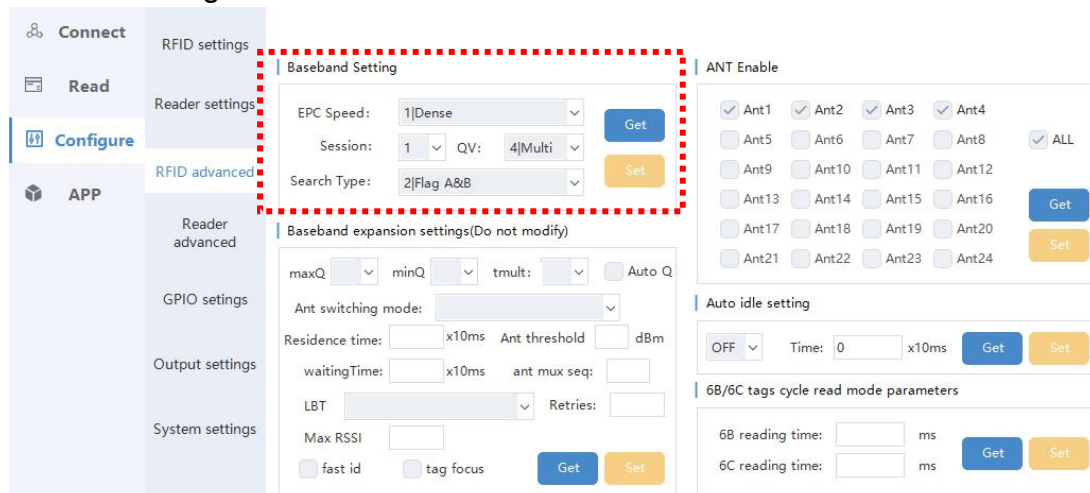 Connect
Read
Configure
APP
RFID settings
Reader settings
RFID advanced
Reader
advanced
GPIO setings
Output settings
System settings
Baseband Setting
EPC Speed: 1|Dense
Session: 1 QV: 4|Multi
Search Type: 2|Flag A&B
Get
Set
Baseband expansion settings(Do not modify)
maxQ minQ tmult: Auto Q
Ant switching mode:
Residence time: x10ms Ant threshold dBm
waitingTime: x10ms ant mux seq:
LBT Retries:
Max RSSI
fast id tag focus Get Set
ANT Enable
Ant1 Ant2 Ant3 Ant4
Ant5 Ant6 Ant7 Ant8 ALL
Ant9 Ant10 Ant11 Ant12
Ant13 Ant14 Ant15 Ant16 Get
Ant17 Ant18 Ant19 Ant20
Ant21 Ant22 Ant23 Ant24 Set
Auto idle setting
OFF Time: 0 x10ms Get Set
6B/6C tags cycle read mode parameters
6B reading time: ms
6C reading time: ms
Get Set